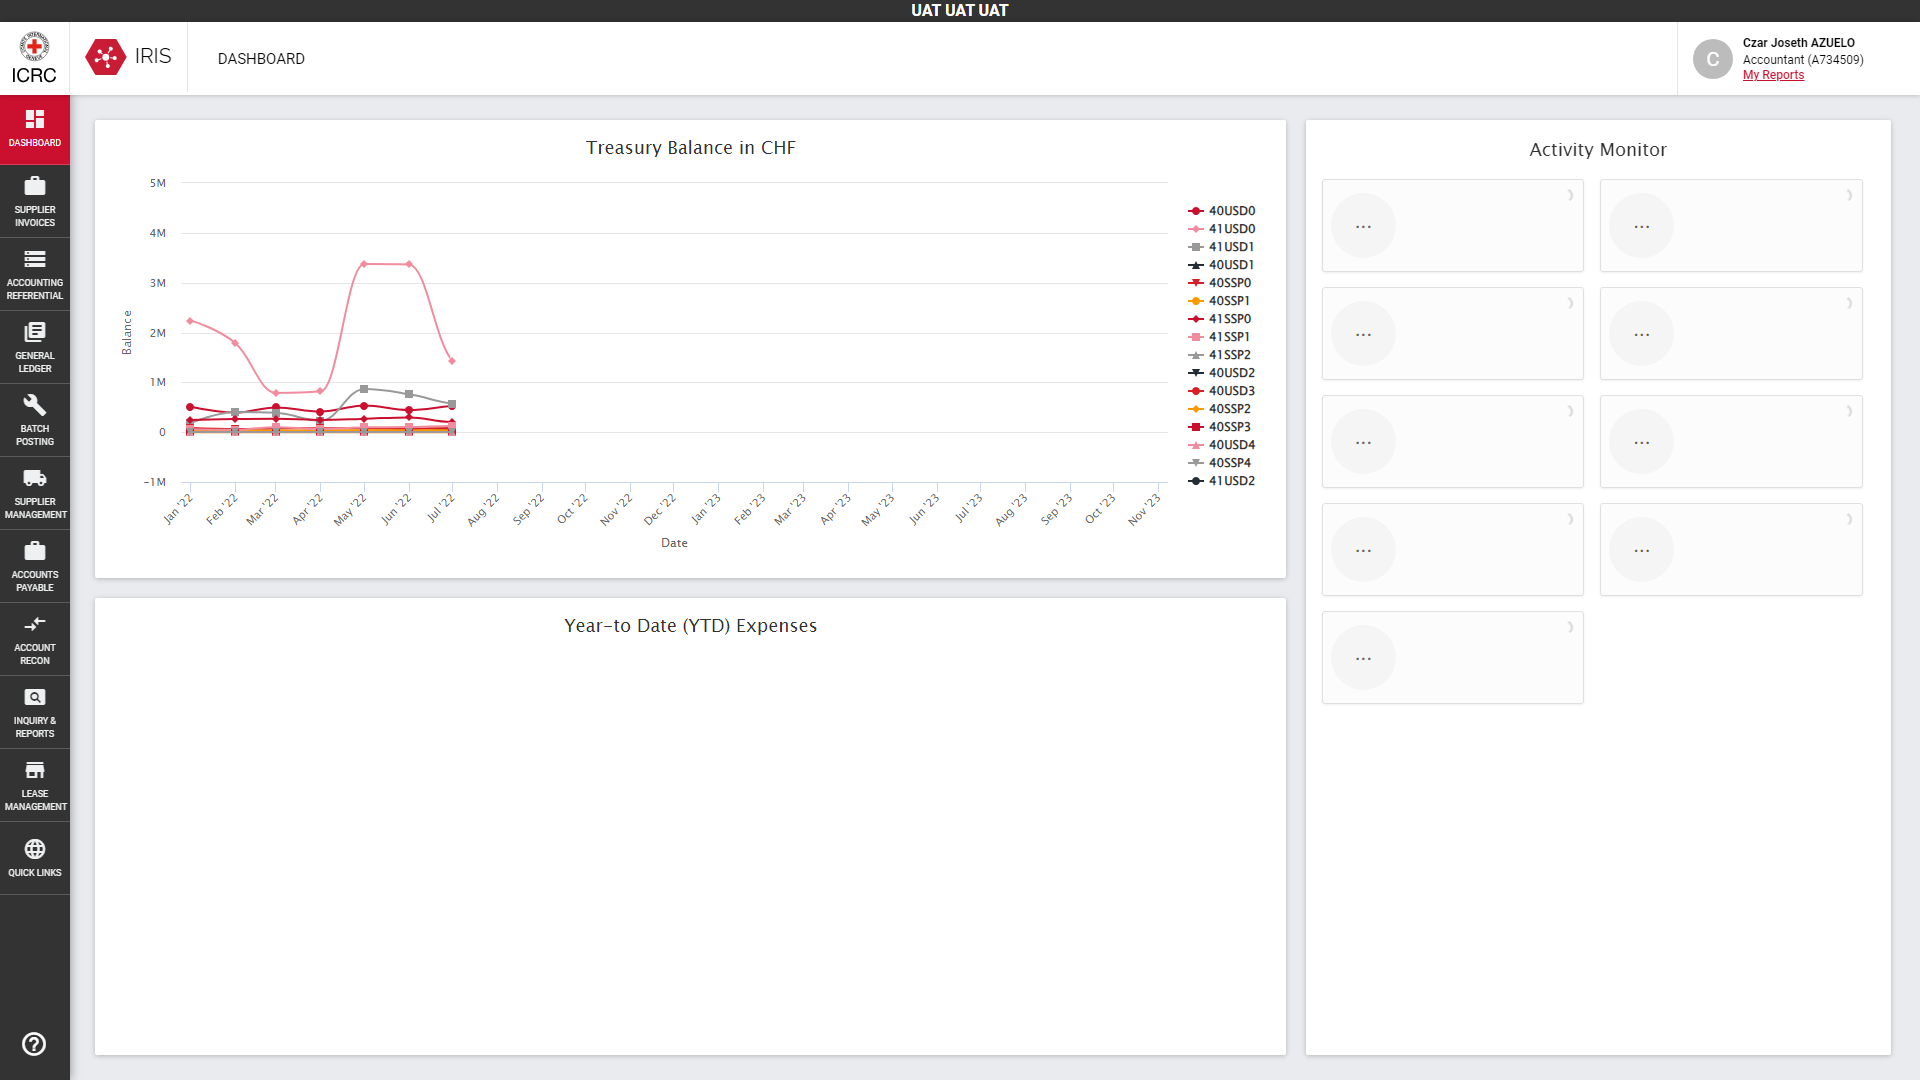 UAT UAT UAT
ICRC
IRIS
DASHBOARD
Czar Joseth AZUELO
Accountant (A734509)
My Reports
C
DASHBOARD
SUPPLIER
INVOICES
ACCOUNTING
REFERENTIAL
GENERAL
LEDGER
BATCH
POSTING
SUPPLIER
MANAGEMENT
ACCOUNTS
PAYABLE
ACCOUNT
RECON
INQUIRY &
REPORTS
LEASE
MANAGEMENT
QUICK LINKS
Treasury Balance in CHF
Balance
5M
4M
3M
2M
1M
0
−1M
Jan '22
Feb '22
Mar '22
Apr '22
May '22
Jun '22
Jul '22
Aug '22
Sep '22
Oct '22
Nov '22
Dec '22
Jan '23
Feb '23
Mar '23
Apr '23
May '23
Jun '23
Jul '23
Aug '23
Sep '23
Oct '23
Nov '23
Date
40USD0
41USD0
41USD1
40USD1
40SSP0
40SSP1
41SSP0
41SSP1
41SSP2
40USD2
40USD3
40SSP2
40SSP3
40USD4
40SSP4
41USD2
Year-to Date (YTD) Expenses
Activity Monitor
...
...
...
...
...
...
...
...
...